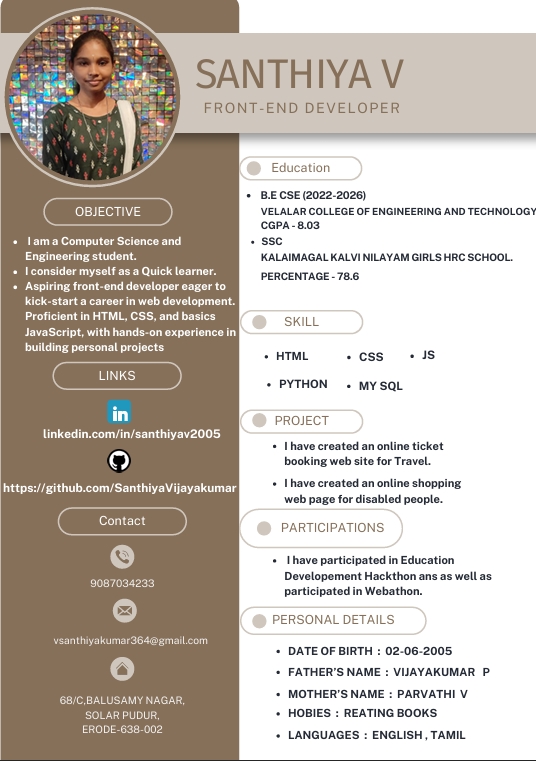 SANTHIYA V
FRONT-END DEVELOPER
OBJECTIVE
• I am a Computer Science and
Engineering student.
• I consider myself as a Quick learner.
• Aspiring front-end developer eager to
kick-start a career in web development.
Proficient in HTML, CSS, and basics
JavaScript, with hands-on experience in
building personal projects
LINKS
in
linkedin.com/in/santhiyav2005
https://github.com/SanthiyaVijayakumar
Contact
9087034233
vsanthiyakumar364@gmail.com
68/C,BALUSAMY NAGAR,
SOLAR PUDUR,
ERODE-638-002
Education
• B.E CSE (2022-2026)
VELALAR COLLEGE OF ENGINEERING AND TECHNOLOGY
CGPA - 8.03
• SSC
KALAIMAGAL KALVI NILAYAM GIRLS HRC SCHOOL.
PERCENTAGE - 78.6
SKILL
• HTML • CSS • JS
• PYTHON • MY SQL
PROJECT
• I have created an online ticket
booking web site for Travel.
• I have created an online shopping
web page for disabled people.
PARTICIPATIONS
• I have participated in Education
Developement Hackthon ans as well as
participated in Webathon.
PERSONAL DETAILS
• DATE OF BIRTH : 02-06-2005
• FATHER'S NAME : VIJAYAKUMAR P
• MOTHER'S NAME : PARVATHI V
• HOBIES : REATING BOOKS
• LANGUAGES : ENGLISH , TAMIL